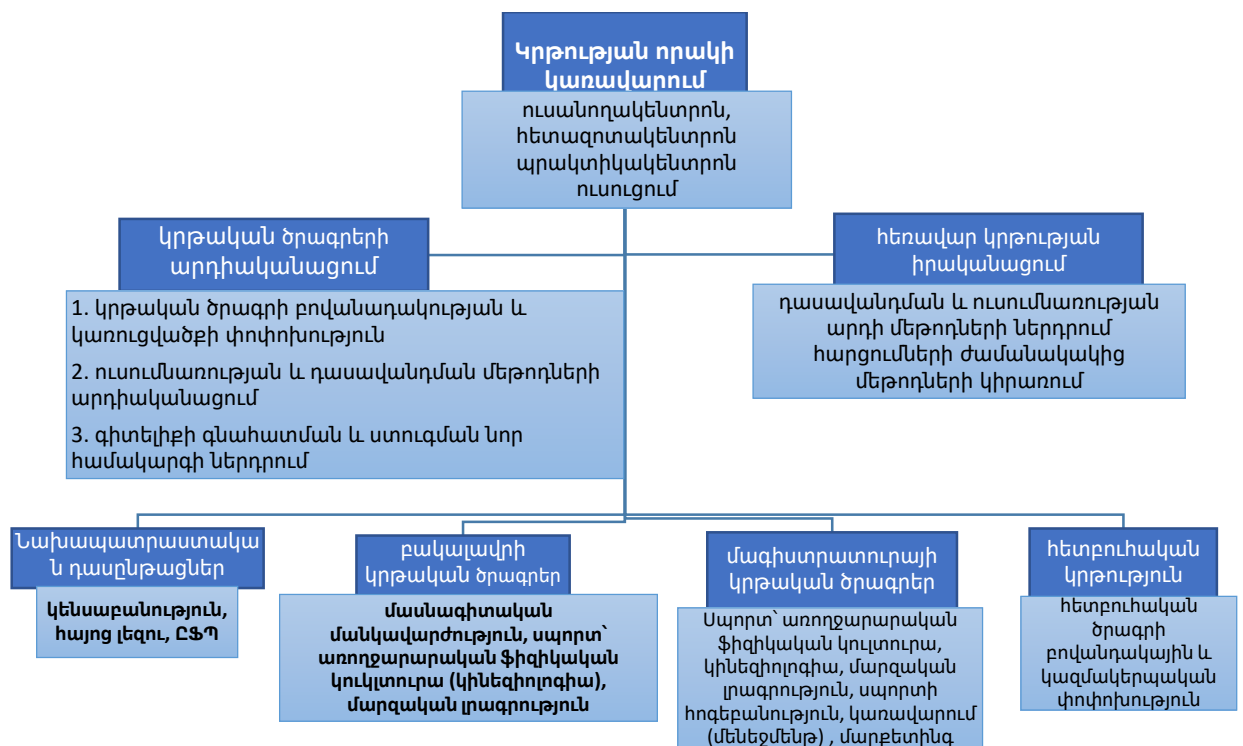 Կրթության որակի
կառավարում
ուսանողակենտրոն,
հետազոտակենտրոն
պրակտիկակենտրոն
ուսուցում
կրթական ծրագրերի
արդիականացում
1. կրթական ծրագրի բովանադակության և
կառուցվածքի փոփոխություն
2. ուսումնառության և դասավանդման մեթոդների
արդիականացում
3. գիտելիքի գնահատման և ստուգման նոր
համակարգի ներդրում
հեռավար կրթության
իրականացում
դասավանդման և ուսումնառության
արդի մեթոդների ներդրում
հարցումների ժամանակակից
մեթոդների կիրառում
Նախապատրաստակա
ն դասընթացներ
կենսաբանություն,
հայոց լեզու, ԸՖՊ
բակալավրի
կրթական ծրագրեր
մասնագիտական
մանկավարժություն, սպորտ՝
առողջարարական ֆիզիկական
կուկլտուրա (կինեզիոլոգիա),
մարզական լրագրություն
մագիստրատուրայի
կրթական ծրագրեր
Սպորտ՝ առողջարարական
ֆիզիկական կուլտուրա,
կինեզիոլոգիա, մարզական
լրագրություն, սպորտի
հոգեբանություն, կառավարում
(մենեջմենթ) , մարքեթինգ
հետբուհական
կրթություն
հետբուհական
ծրագրի
բովանդակային և
կազմակերպական
փոփոխություն